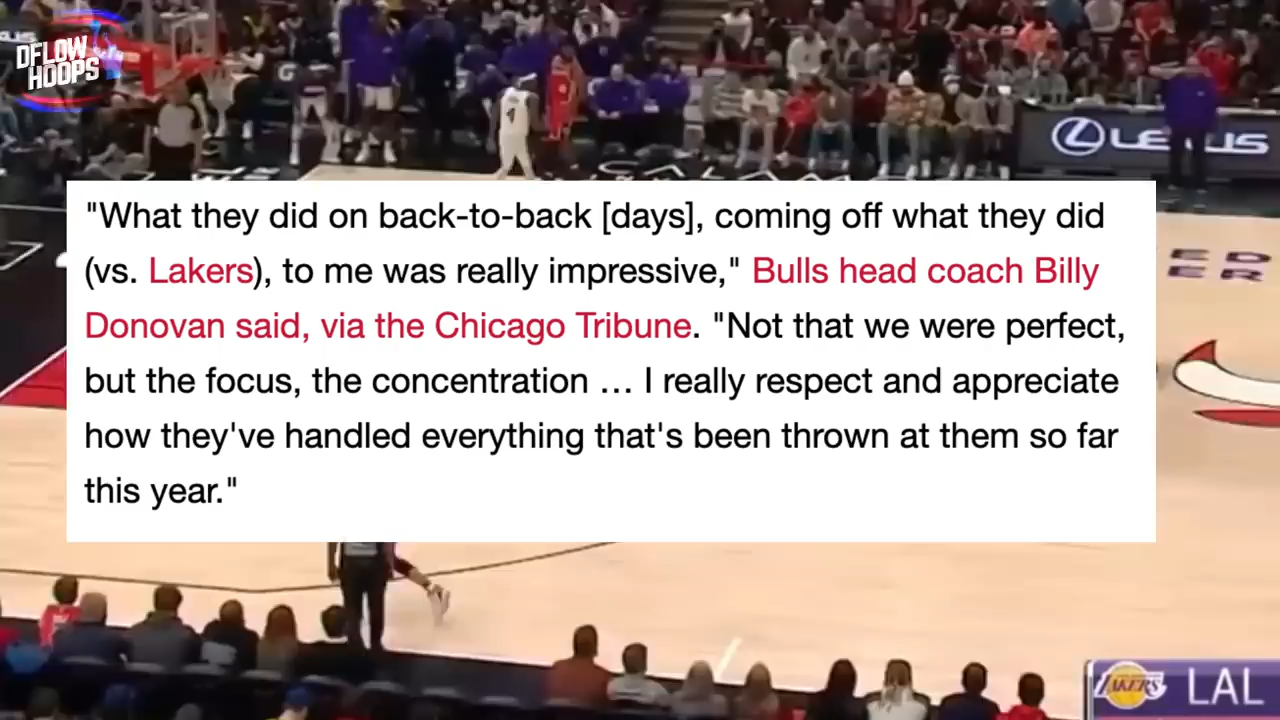 DFLOW
HOOPS
LEXUS
4
"What they did on back-to-back [days], coming off what they did
(vs. Lakers), to me was really impressive," Bulls head coach Billy
Donovan said, via the Chicago Tribune. "Not that we were perfect,
but the focus, the concentration … I really respect and appreciate
how they've handled everything that's been thrown at them so far
this year."
LAKERS LAL